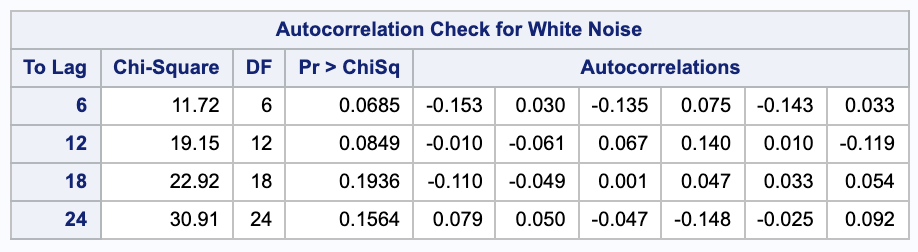 Autocorrelation Check for White Noise
To Lag Chi-Square DF Pr > ChiSq Autocorrelations
6 11.72 6 0.0685 -0.153 0.030 -0.135 0.075 -0.143 0.033
12 19.15 12 0.0849 -0.010 -0.061 0.067 0.140 0.010 -0.119
18 22.92 18 0.1936 -0.110 -0.049 0.001 0.047 0.033 0.054
24 30.91 24 0.1564 0.079 0.050 -0.047 -0.148 -0.025 0.092